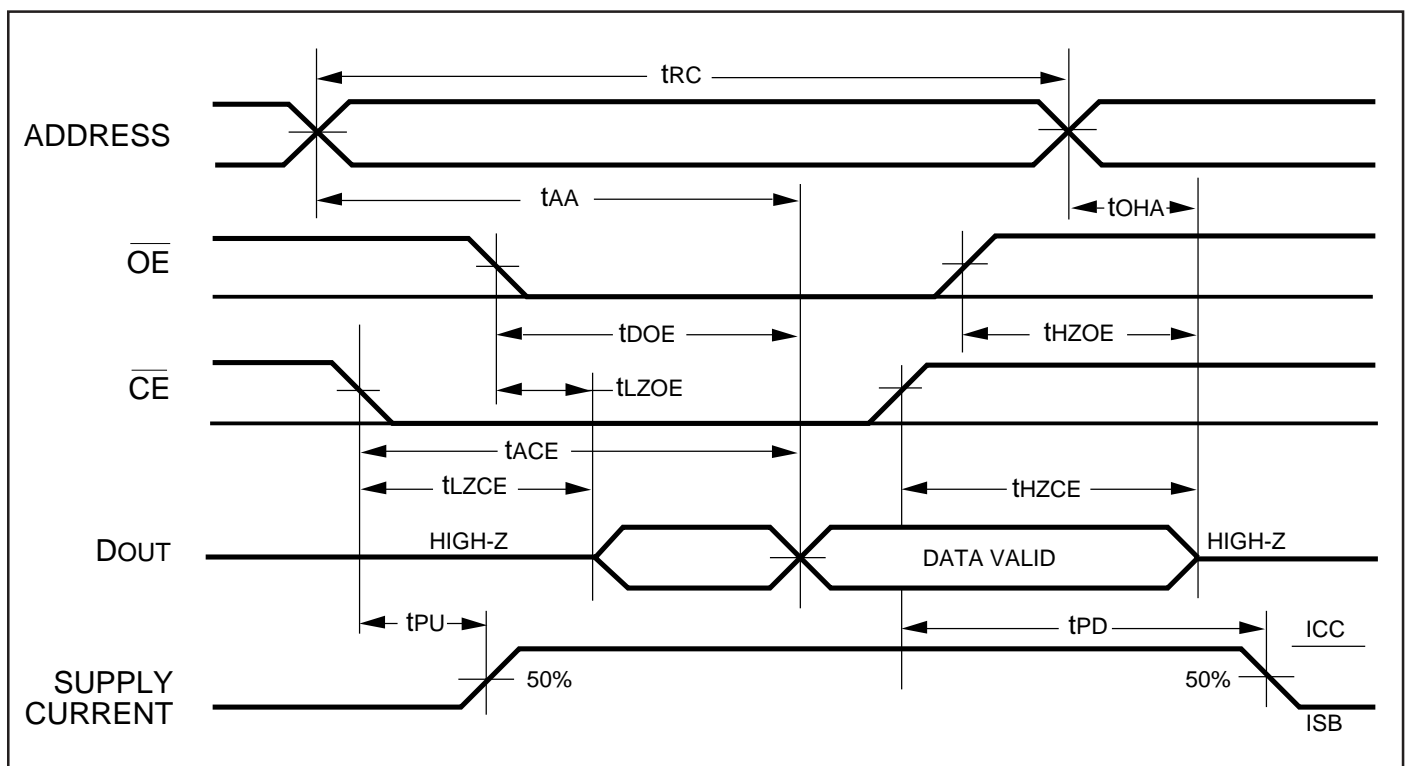 tRC
ADDRESS
tAA
tOHA
OE
tDOE
tHZOE
CE
tLZOE
tACE
tLZCE
tHZCE
DOUT
HIGH-Z
DATA VALID
HIGH-Z
tPU
tPD
ICC
SUPPLY
CURRENT
50%
50%
ISB